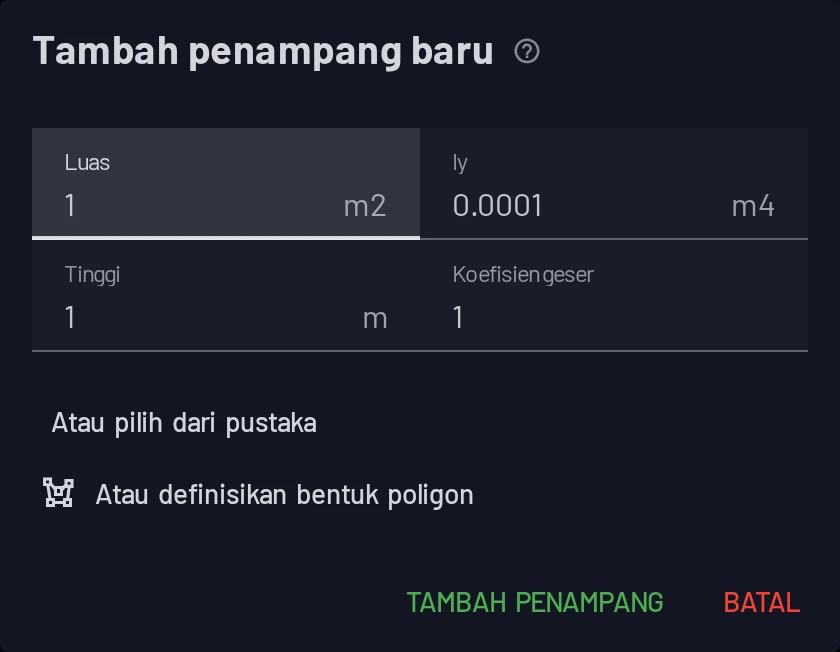 Tambah penampang baru
Luas
1 m2
Iy
0.0001 m4
Tinggi
1 m
Koefisien geser
1
Atau pilih dari pustaka
Atau definisikan bentuk poligon
TAMBAH PENAMPANG BATAL